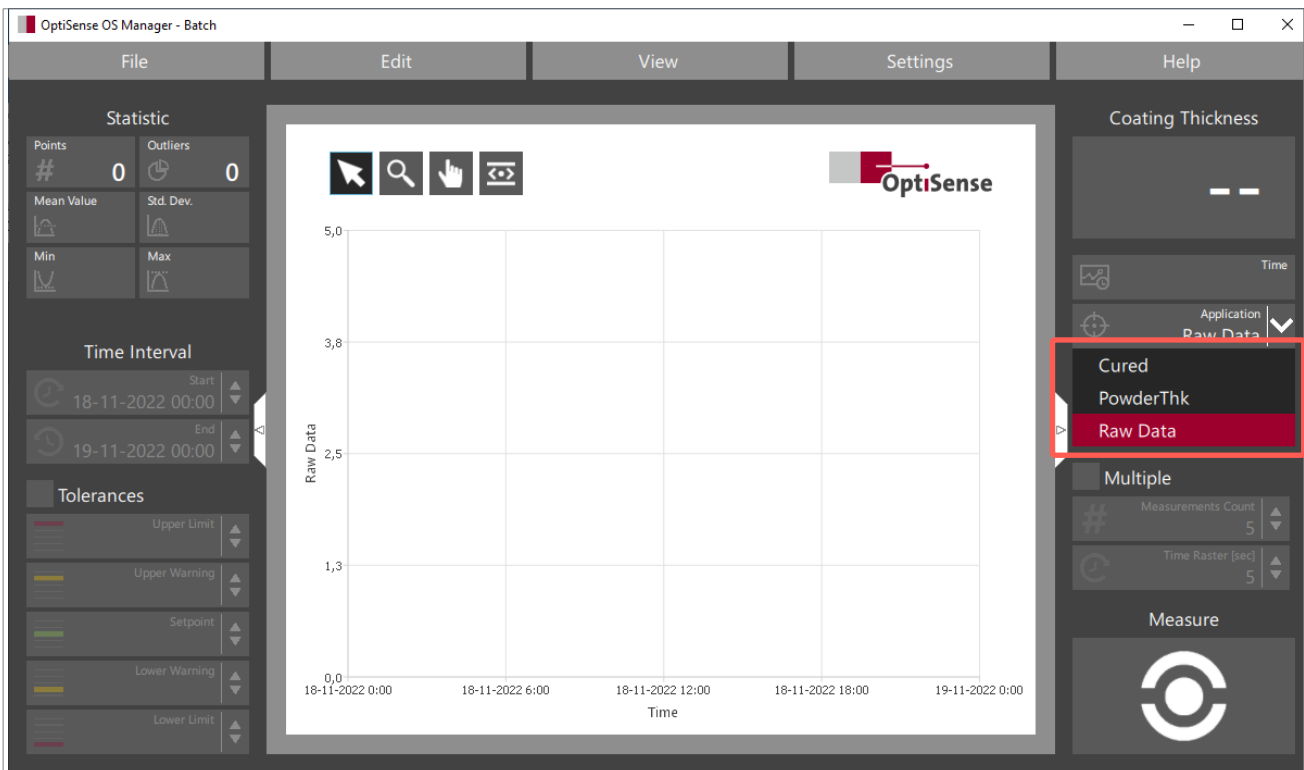 OptiSense OS Manager - Batch
File Edit View Settings Help
Statistic
Points Outliers
# 0 0
Mean Value Std. Dev.
Min Max
Time Interval
Start
18-11-2022 00:00
End
19-11-2022 00:00
Tolerances
Upper Limit
Upper Warning
Setpoint
Lower Warning
Lower Limit
OptiSense
5,0
3,8
2,5
1,3
0,0
Raw Data
18-11-2022 0:00 18-11-2022 6:00 18-11-2022 12:00 18-11-2022 18:00 19-11-2022 0:00
Time
Coating Thickness
--
Time
Application
Raw Data
Cured
PowderThk
Raw Data
Multiple
Measurements Count
# 5
Time Raster [sec]
5
Measure